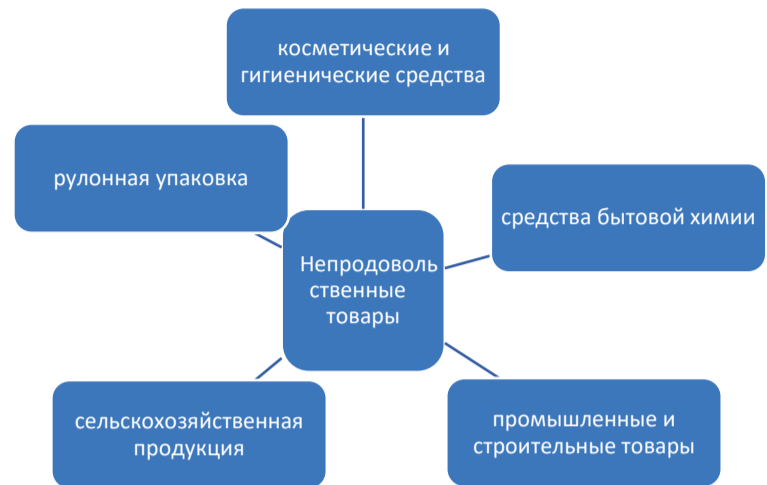 косметические и
гигиенические средства
рулонная упаковка
средства бытовой химии
Непродоволь
ственные
товары
сельскохозяйственная
продукция
промышленные и
строительные товары